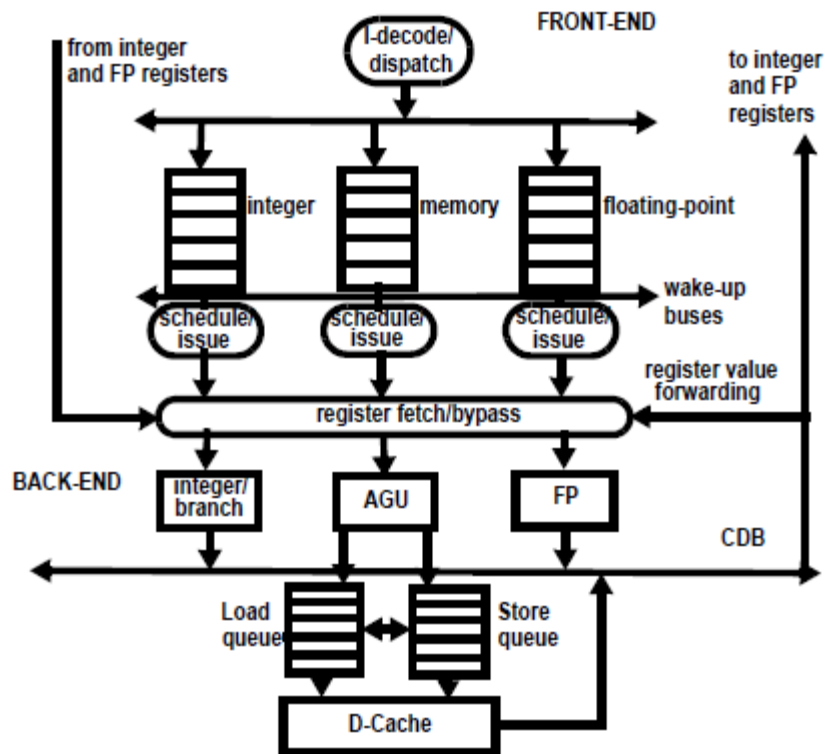 FRONT-END
I-decode/
dispatch
from integer
and FP registers
to integer
and FP
registers
integer
memory
floating-point
wake-up
buses
schedule/
issue
schedule/
issue
schedule/
issue
register value
forwarding
register fetch/bypass
BACK-END
integer/
branch
AGU
FP
CDB
Load
queue
Store
queue
D-Cache